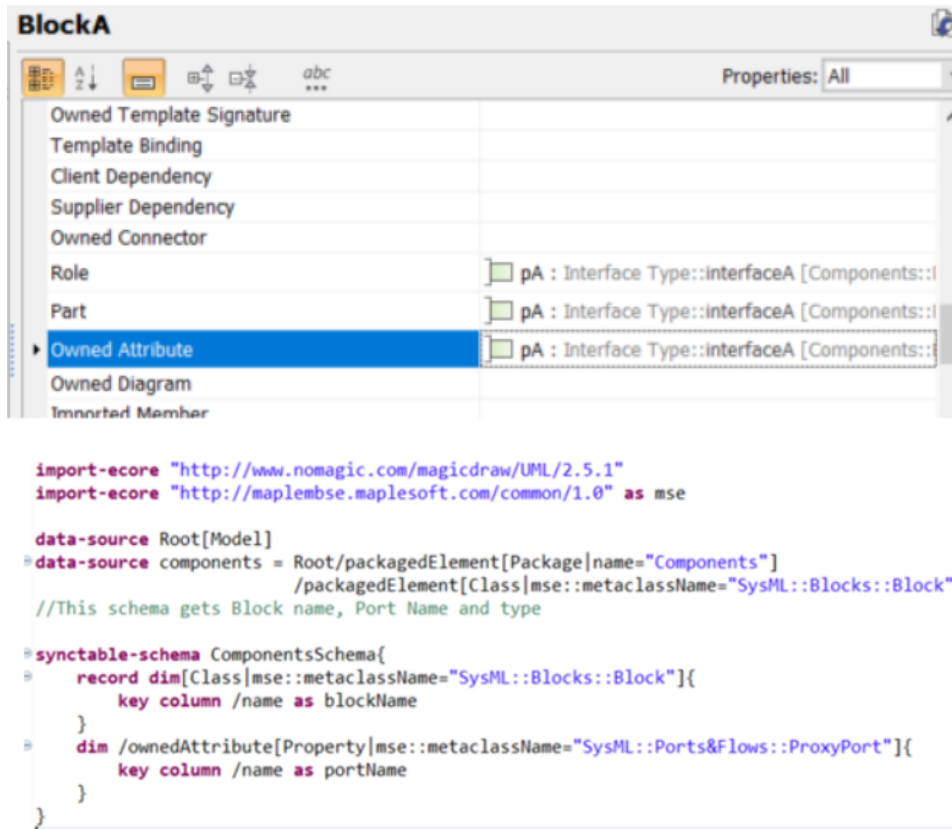 BlockA
Properties: All
Owned Template Signature
Template Binding
Client Dependency
Supplier Dependency
Owned Connector
Role pA : Interface Type::interfaceA [Components::
Part pA : Interface Type::interfaceA [Components::
Owned Attribute pA : Interface Type::interfaceA [Components::
Owned Diagram
Imported Member
import-ecore "http://www.nomagic.com/magicdraw/UML/2.5.1"
import-ecore "http://maplembse.maplesoft.com/common/1.0" as mse
data-source Root[Model]
data-source components = Root/packagedElement[Package|name="Components"]
/packagedElement[Class|mse::metaclassName="SysML::Blocks::Block"
//This schema gets Block name, Port Name and type
synctable-schema ComponentsSchema{
record dim[Class|mse::metaclassName="SysML::Blocks::Block"]{
key column /name as blockName
}
dim /ownedAttribute[Property|mse::metaclassName="SysML::Ports&Flows::ProxyPort"]{
key column /name as portName
}
}